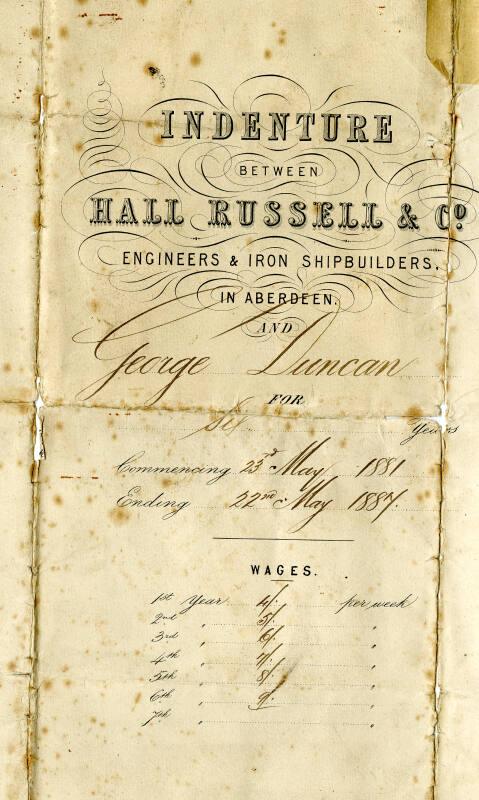 INDENTURE
BETWEEN
HALL RUSSELL & Co.
ENGINEERS & IRON SHIPBUILDERS,
IN ABERDEEN.
AND
George Duncan
FOR
Six Years
Commencing 23rd May 1881
Ending 22nd May 1887.
WAGES.
1st Year 4/. per week
2nd „ 5/. „
3rd „ 6/. „
4th „ 7/. „
5th „ 8/. „
6th „ 9/. „
7th „ „